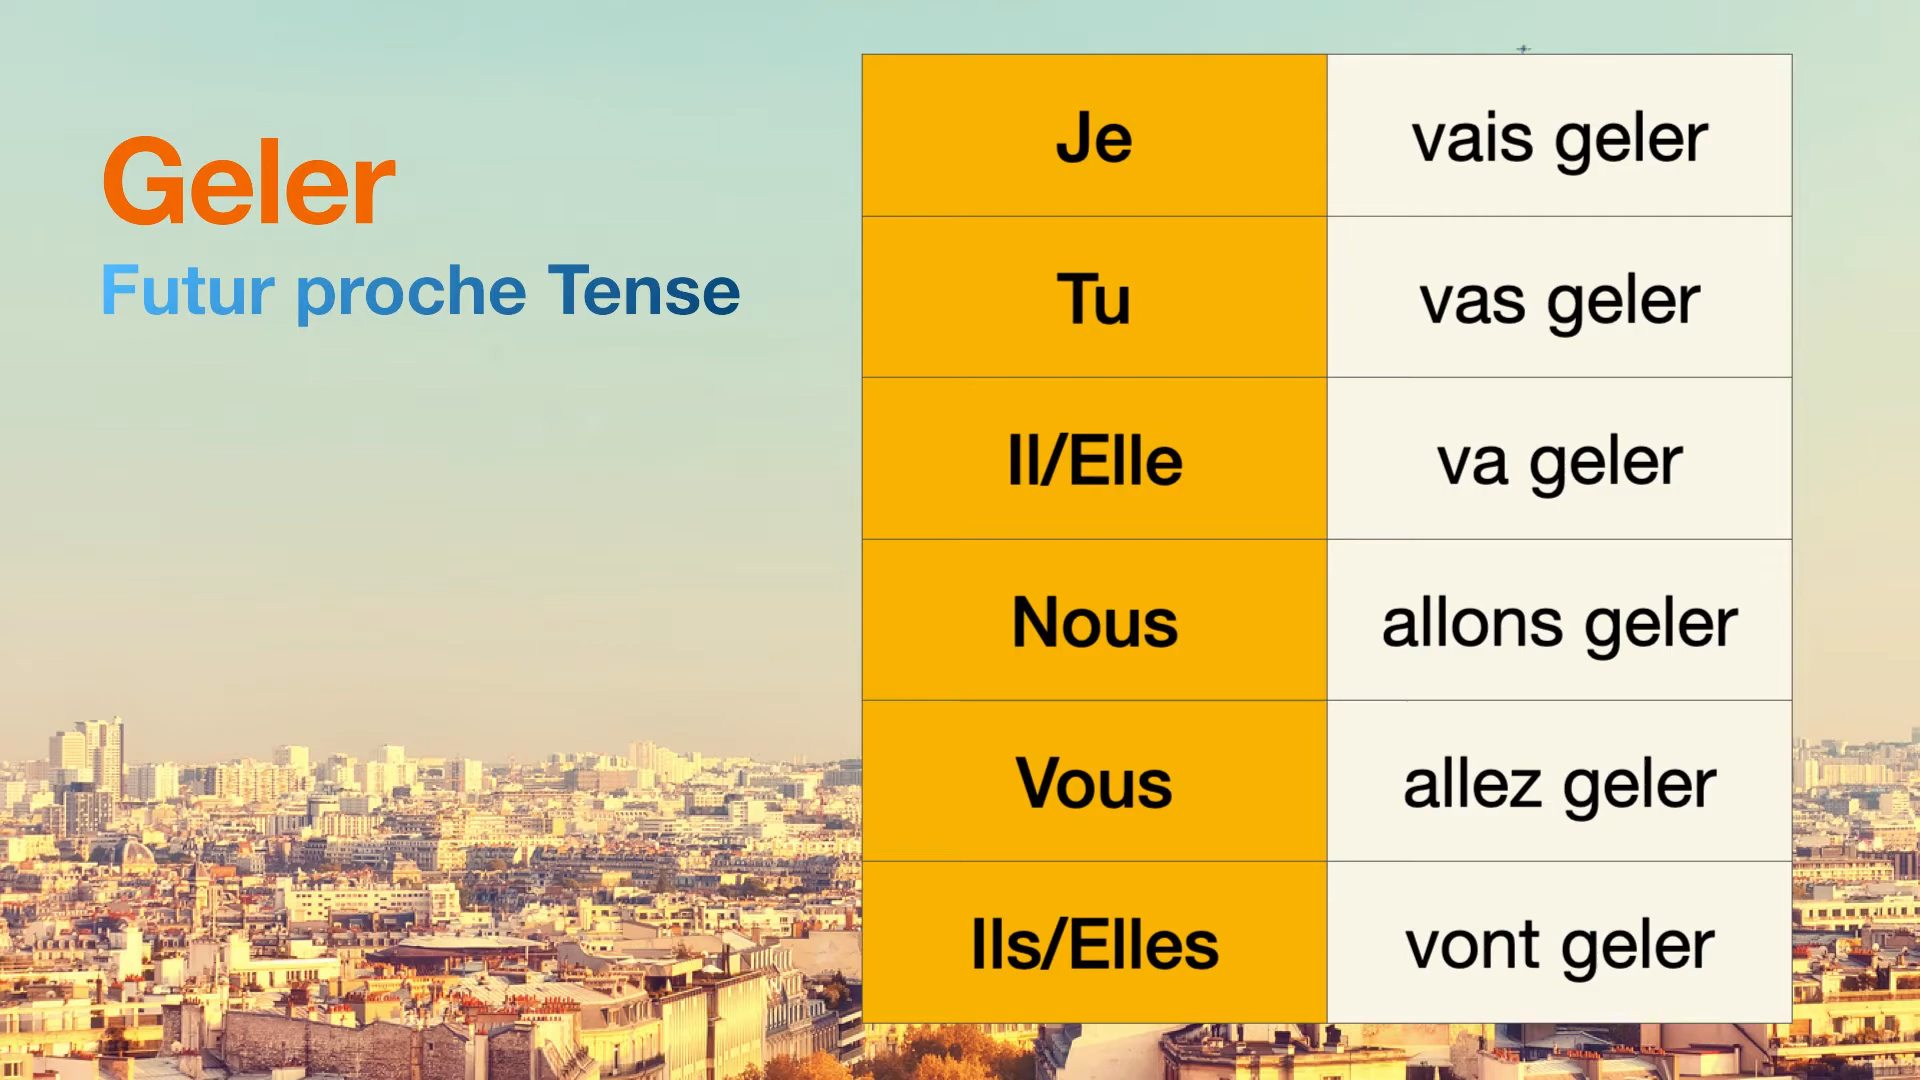 Geler
Futur proche Tense
Je vais geler
Tu vas geler
Il/Elle va geler
Nous allons geler
Vous allez geler
Ils/Elles vont geler